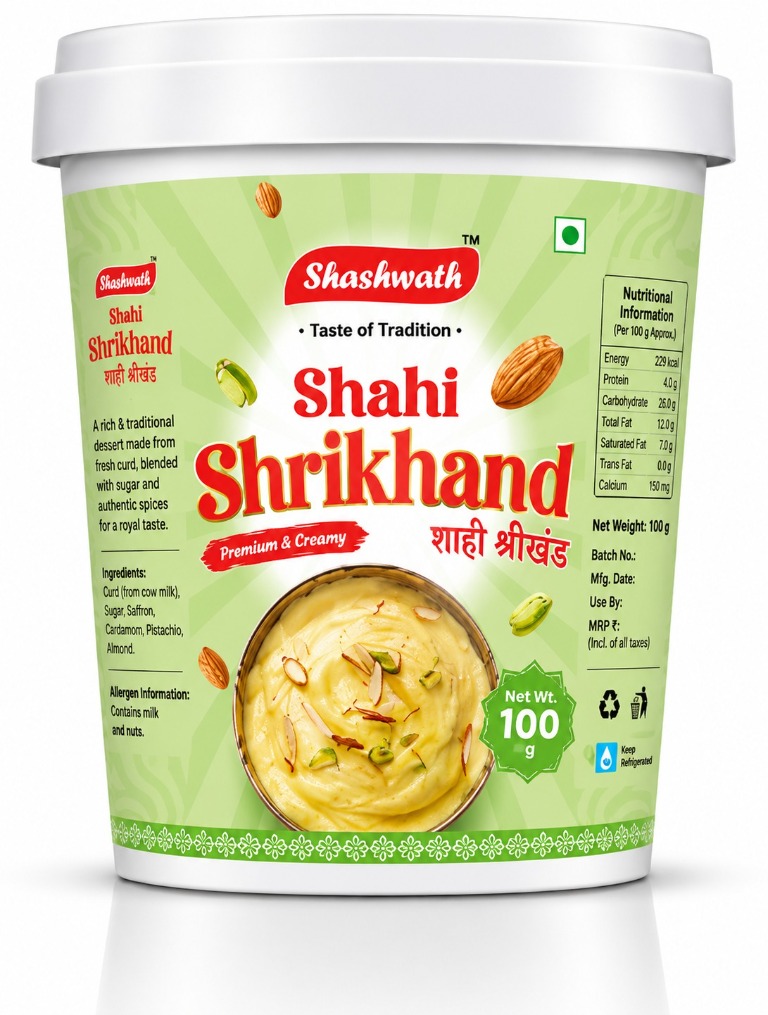 Shashwath
TM
• Taste of Tradition •
Shahi
Shrikhand
शाही श्रीखंड
Premium & Creamy
Net Wt.
100
g
Shashwath
TM
Shahi
Shrikhand
शाही श्रीखंड
A rich & traditional
dessert made from
fresh curd, blended
with sugar and
authentic spices
for a royal taste.
Ingredients:
Curd (from cow milk),
Sugar, Saffron,
Cardamom, Pistachio,
Almond.
Allergen Information:
Contains milk
and nuts.
Nutritional
Information
(Per 100 g Approx.)
Energy 229 kcal
Protein 4.0 g
Carbohydrate 26.0 g
Total Fat 12.0 g
Saturated Fat 7.0 g
Trans Fat 0.0 g
Calcium 150 mg
Net Weight: 100 g
Batch No.:
Mfg. Date:
Use By:
MRP ₹:
(Incl. of all taxes)
Keep
Refrigerated